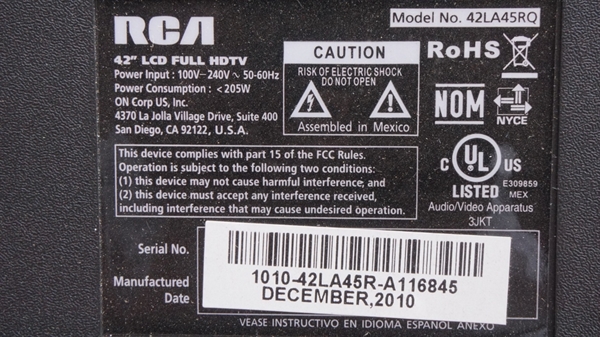 RCA
Model No. 42LA45RQ
42" LCD FULL HDTV
Power Input : 100V~240V ~ 50-60Hz
Power Consumption : <205W
ON Corp US, Inc.
4370 La Jolla Village Drive, Suite 400
San Diego, CA 92122, U.S.A.
CAUTION
RISK OF ELECTRIC SHOCK
DO NOT OPEN
Assembled in Mexico
RoHS
NOM
NYCE
This device complies with part 15 of the FCC Rules.
Operation is subject to the following two conditions:
(1) this device may not cause harmful interference, and
(2) this device must accept any interference received,
including interference that may cause undesired operation.
C UL US
LISTED
E309859
MEX
Audio/Video Apparatus
3JKT
Serial No.
1010-42LA45R-A116845
Manufactured
Date
DECEMBER,2010
VEASE INSTRUCTIVO EN IDIOMA ESPAÑOL ANEXO